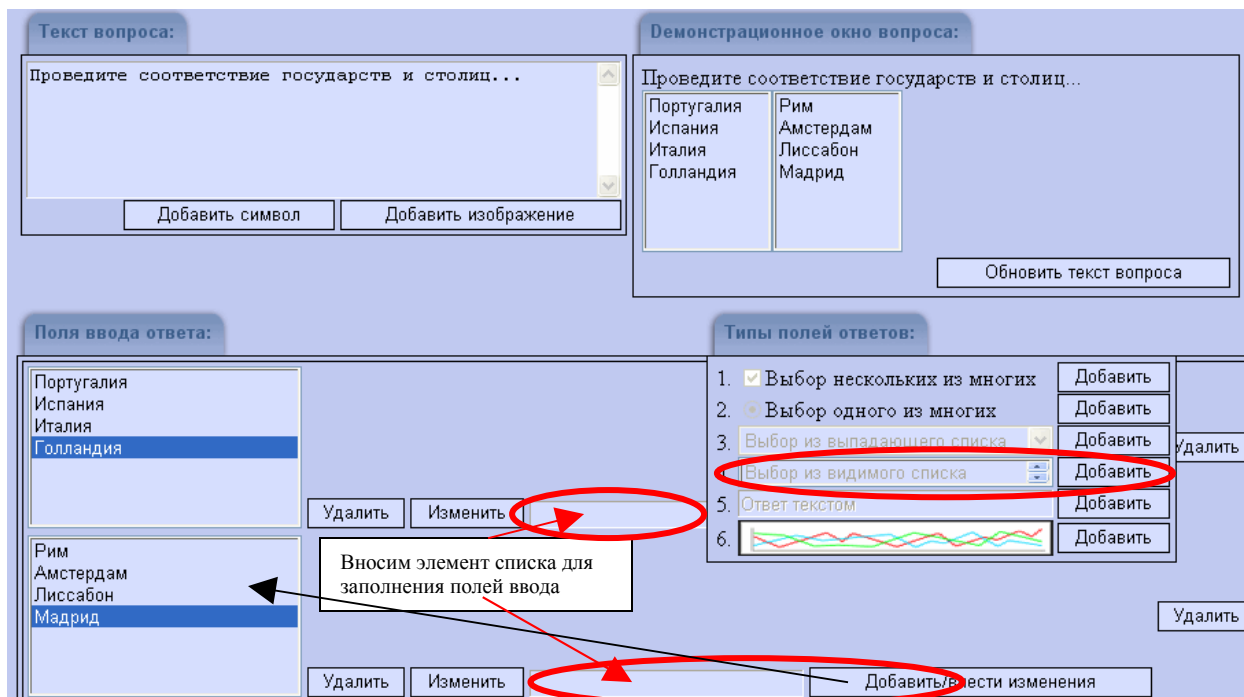 Текст вопроса:
Проведите соответствие государств и столиц...
Добавить символ
Добавить изображение
Демонстрационное окно вопроса:
Проведите соответствие государств и столиц...
Португалия
Испания
Италия
Голландия
Рим
Амстердам
Лиссабон
Мадрид
Обновить текст вопроса
Поля ввода ответа:
Португалия
Испания
Италия
Голландия
Удалить
Изменить
Типы полей ответов:
1. Выбор нескольких из многих Добавить
2. Выбор одного из многих Добавить
3. Выбор из выпадающего списка Добавить
Удалить
Выбор из видимого списка Добавить
5. Ответ текстом Добавить
6. Добавить
Вносим элемент списка для
заполнения полей ввода
Рим
Амстердам
Лиссабон
Мадрид
Удалить
Удалить
Изменить
Добавить/внести изменения